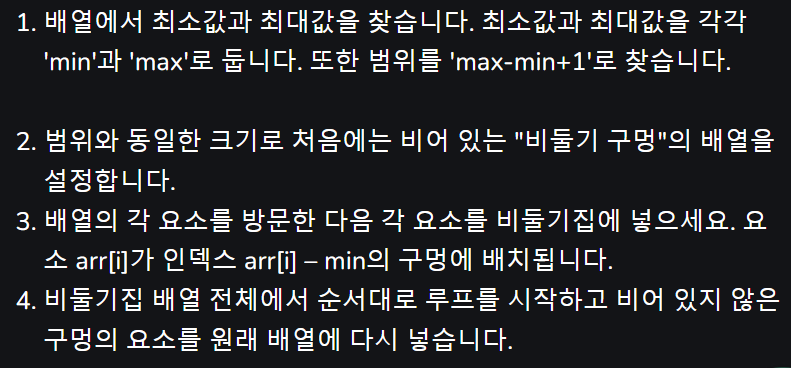 1. 배열에서 최소값과 최대값을 찾습니다. 최소값과 최대값을 각각
'min'과 'max'로 둡니다. 또한 범위를 'max-min+1'로 찾습니다.
2. 범위와 동일한 크기로 처음에는 비어 있는 "비둘기 구멍"의 배열을
설정합니다.
3. 배열의 각 요소를 방문한 다음 각 요소를 비둘기집에 넣으세요. 요
소 arr[i]가 인덱스 arr[i] – min의 구멍에 배치됩니다.
4. 비둘기집 배열 전체에서 순서대로 루프를 시작하고 비어 있지 않은
구멍의 요소를 원래 배열에 다시 넣습니다.